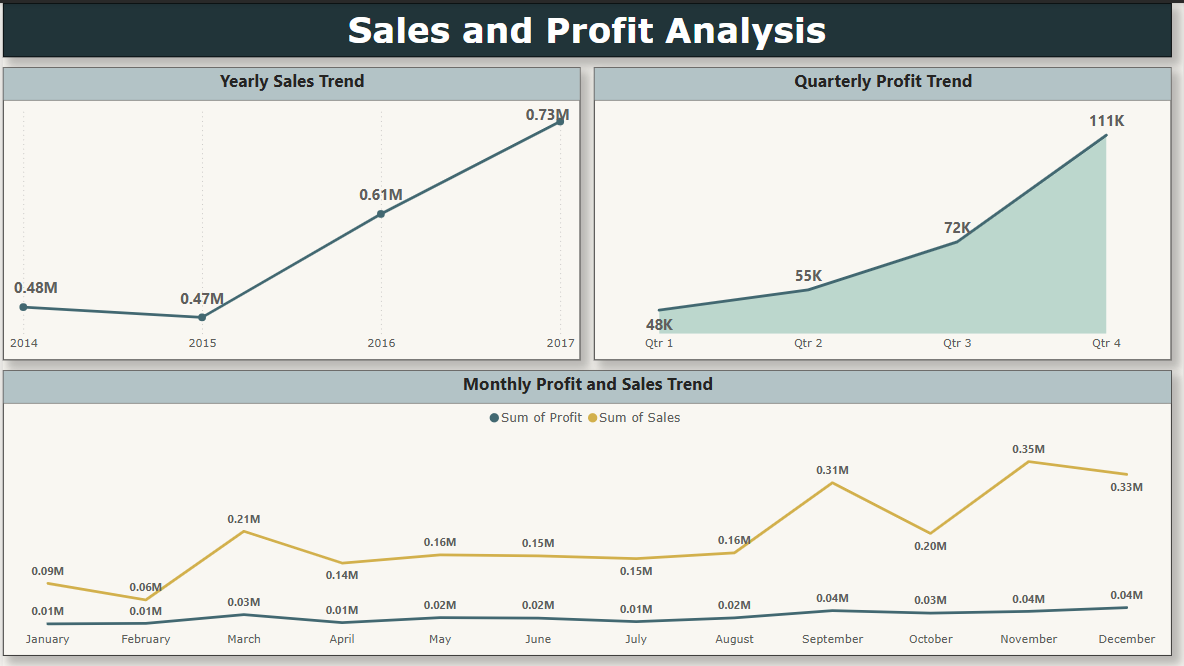 Sales and Profit Analysis
Yearly Sales Trend
0.48M
0.47M
0.61M
0.73M
2014 2015 2016 2017
Quarterly Profit Trend
48K
55K
72K
111K
Qtr 1 Qtr 2 Qtr 3 Qtr 4
Monthly Profit and Sales Trend
Sum of Profit Sum of Sales
0.09M 0.06M 0.21M 0.14M 0.16M 0.15M 0.15M 0.16M 0.31M 0.20M 0.35M 0.33M
0.01M 0.01M 0.03M 0.01M 0.02M 0.02M 0.01M 0.02M 0.04M 0.03M 0.04M 0.04M
January February March April May June July August September October November December